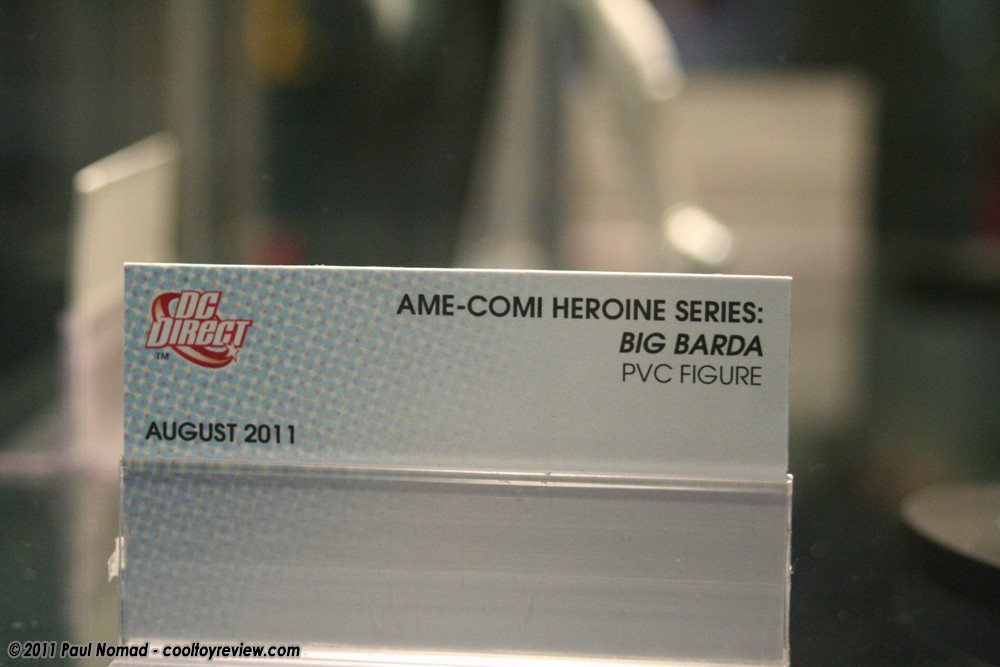 DC
DIRECT
TM
AME-COMI HEROINE SERIES:
BIG BARDA
PVC FIGURE
AUGUST 2011
©2011 Paul Nomad - cooltoyreview.com